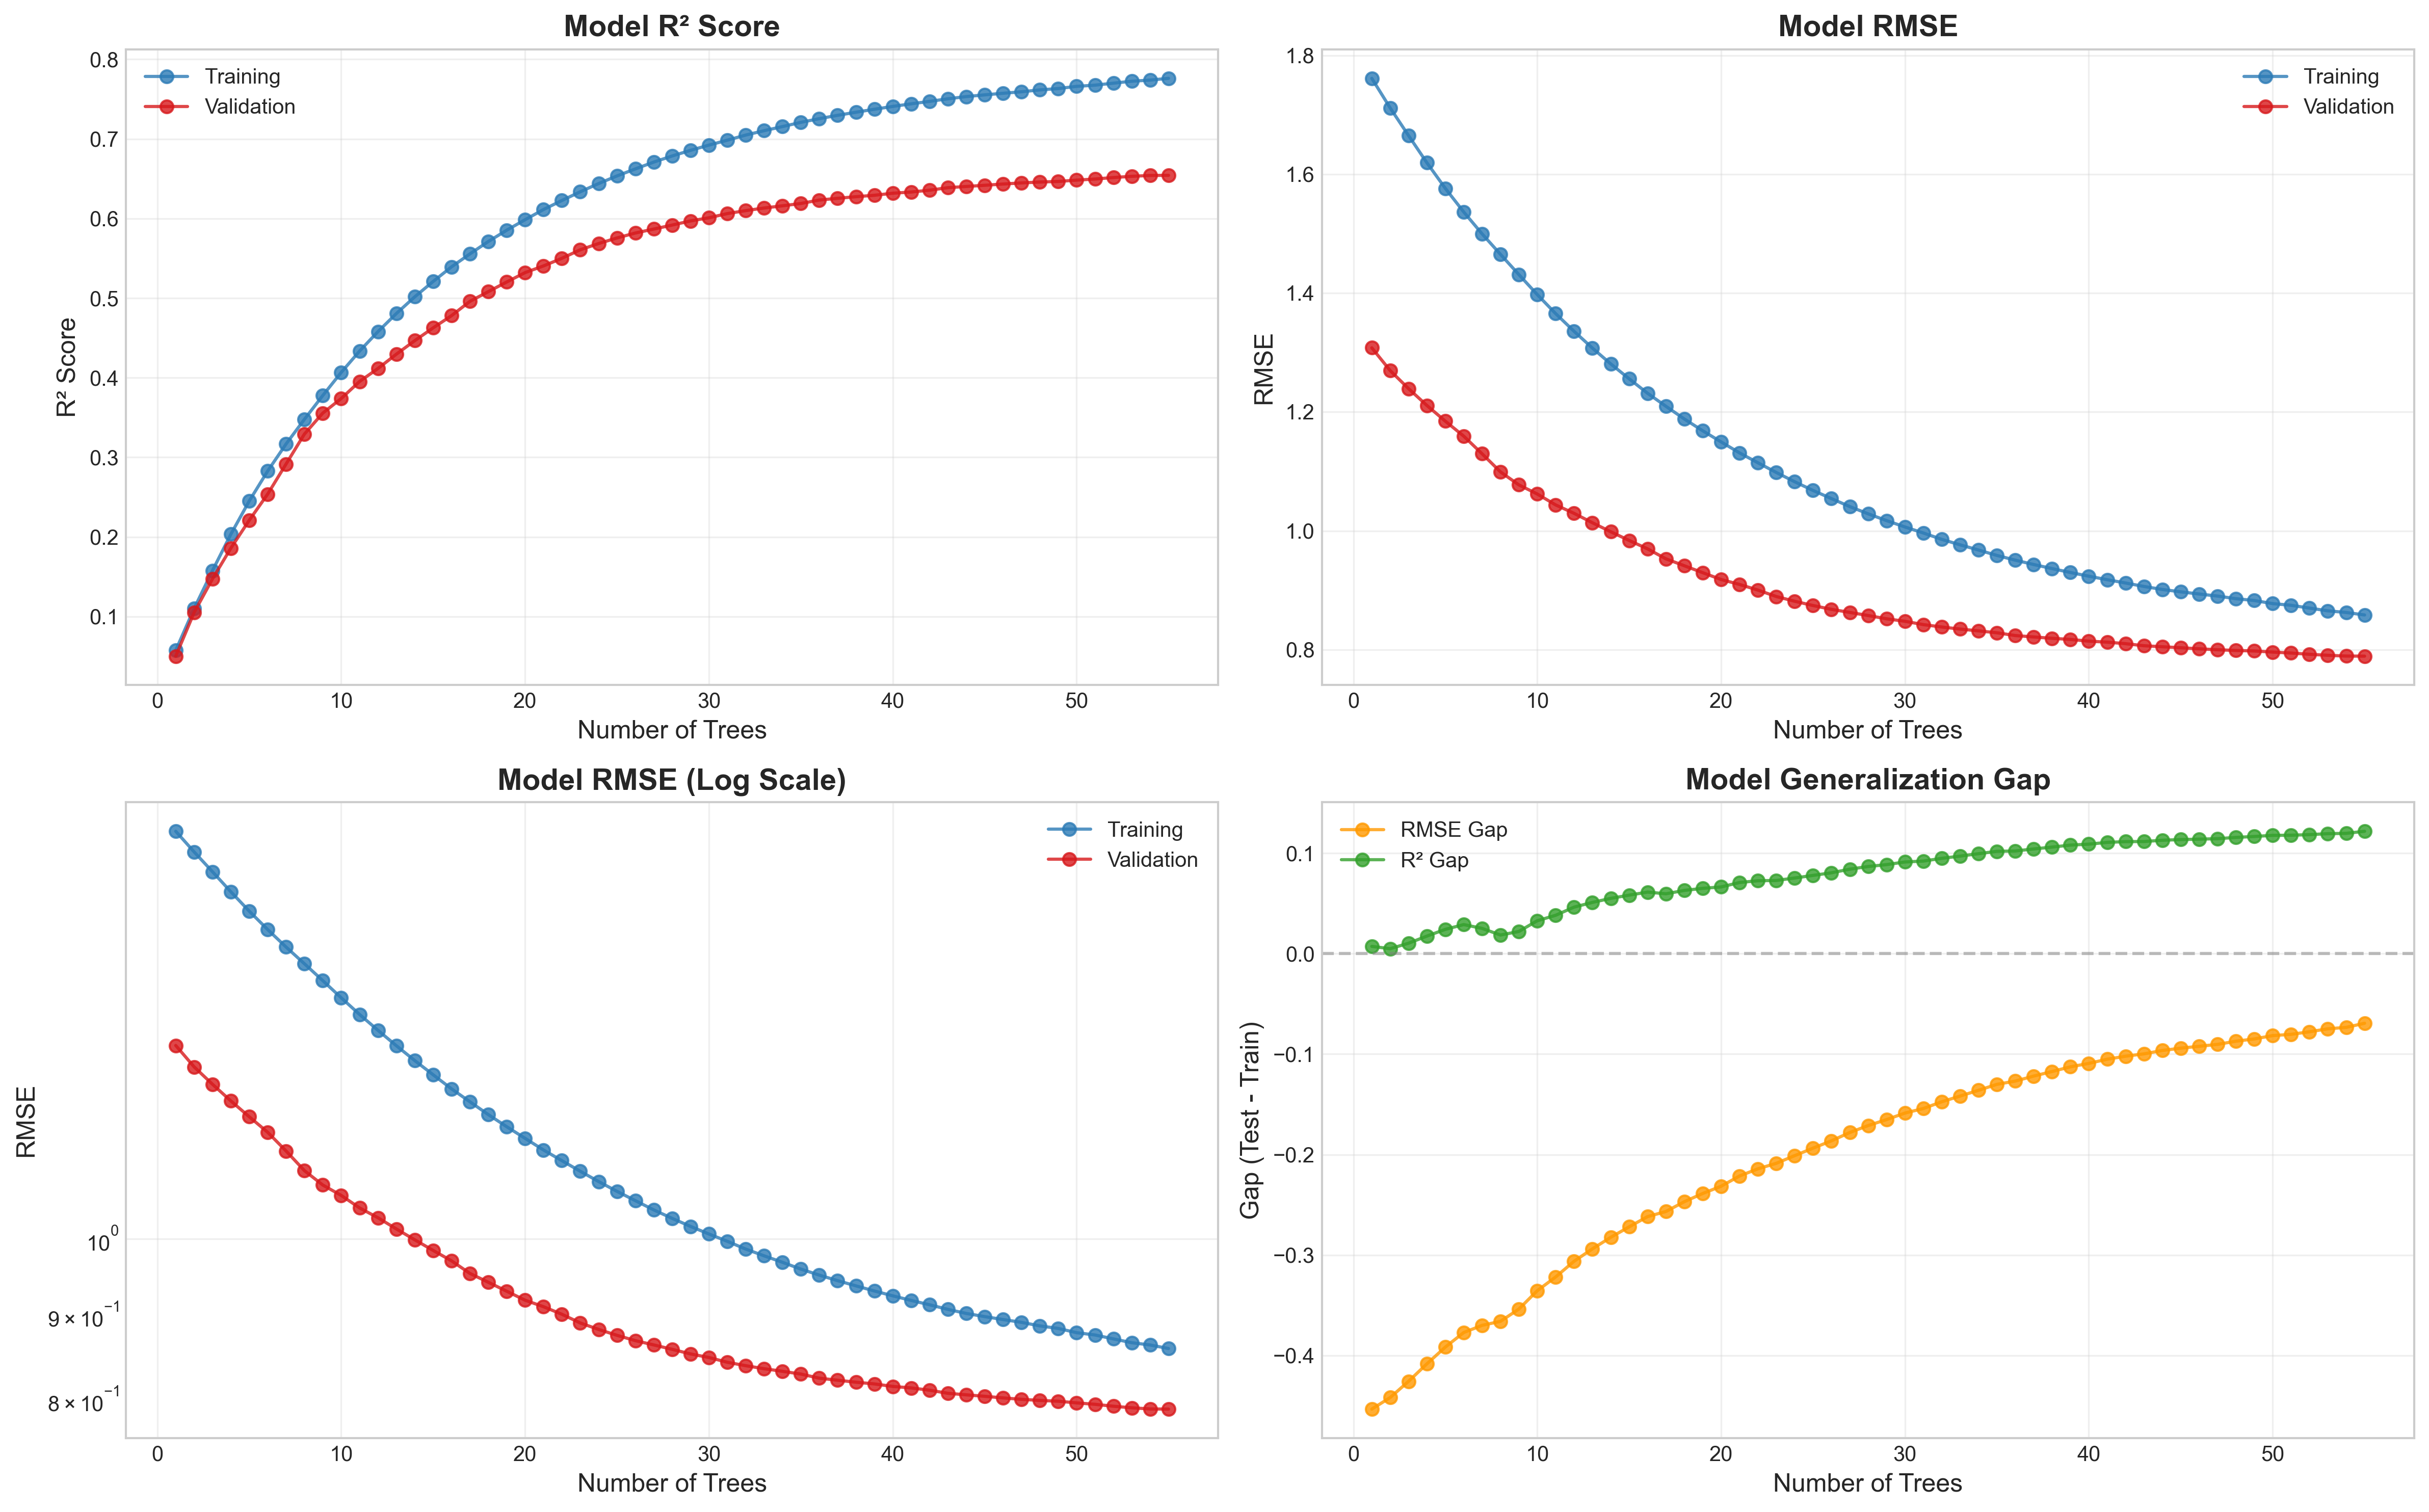 Model R² Score
Training
Validation
0.8
0.7
0.6
0.5
0.4
0.3
0.2
0.1
R² Score
0 10 20 30 40 50
Number of Trees
Model RMSE
Training
Validation
1.8
1.6
1.4
1.2
1.0
0.8
RMSE
0 10 20 30 40 50
Number of Trees
Model RMSE (Log Scale)
Training
Validation
10⁰
9 × 10⁻¹
8 × 10⁻¹
RMSE
0 10 20 30 40 50
Number of Trees
Model Generalization Gap
RMSE Gap
R² Gap
0.1
0.0
−0.1
−0.2
−0.3
−0.4
Gap (Test - Train)
0 10 20 30 40 50
Number of Trees